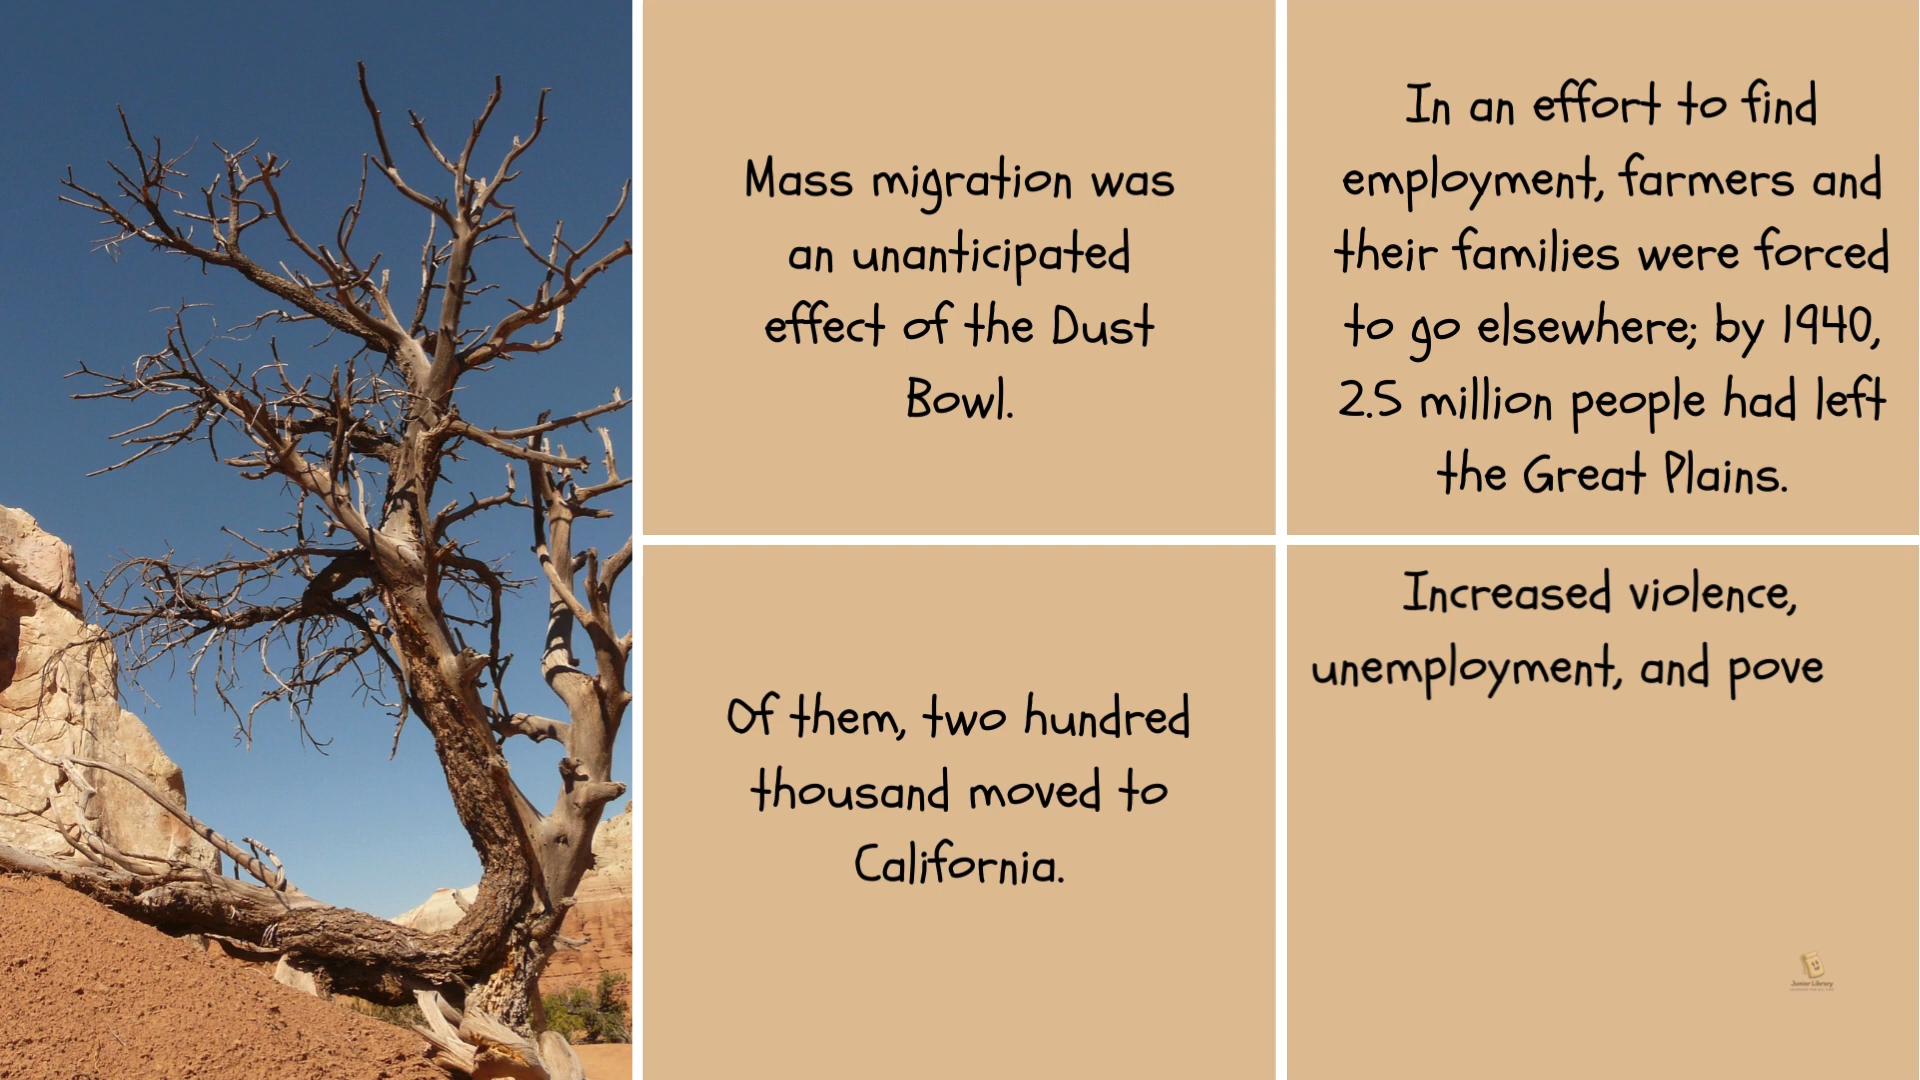 Mass migration was
an unanticipated
effect of the Dust
Bowl.
In an effort to find
employment, farmers and
their families were forced
to go elsewhere; by 1940,
2.5 million people had left
the Great Plains.
Of them, two hundred
thousand moved to
California.
Increased violence,
unemployment, and pove
Junior Library